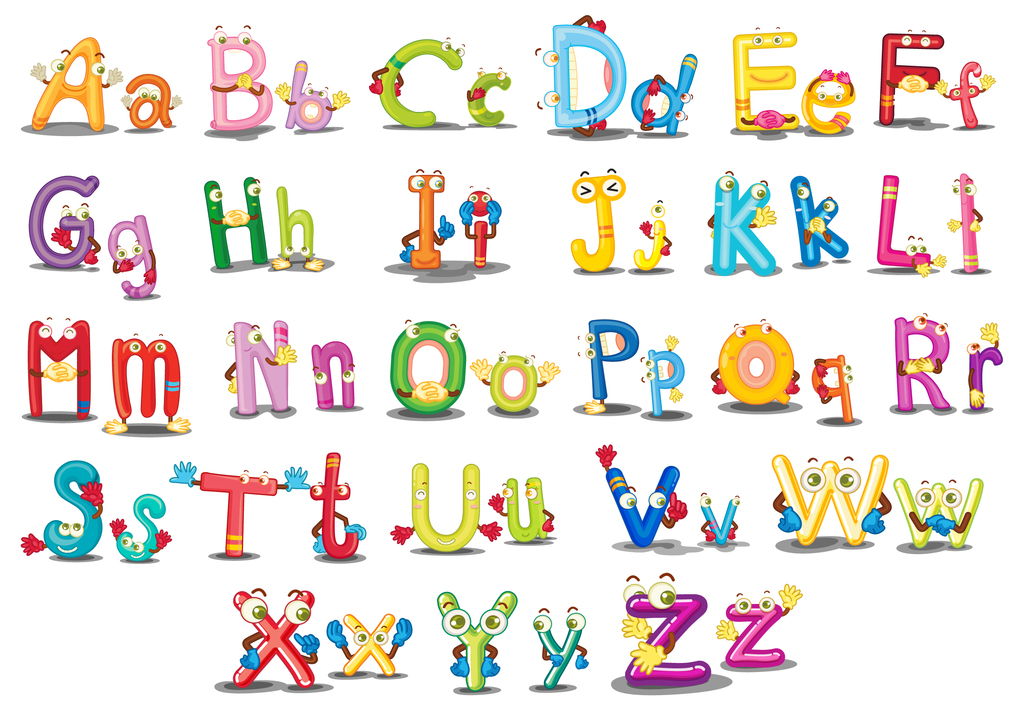 Aa Bb Cc Dd Ee Ff
Gg Hh Ii Jj Kk Ll
Mm Nn Oo Pp Qq Rr
Ss Tt Uu Vv Ww
Xx Yy Zz